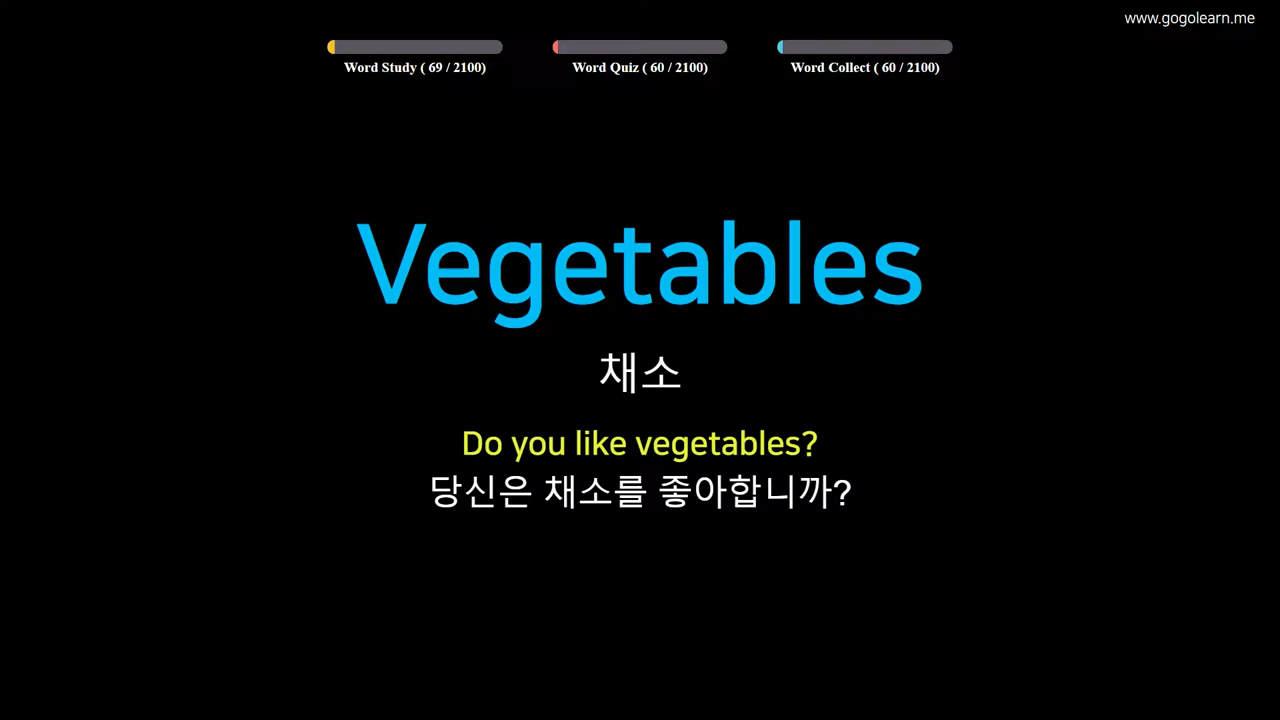 www.gogolearn.me
Word Study ( 69 / 2100)
Word Quiz ( 60 / 2100)
Word Collect ( 60 / 2100)
Vegetables
채소
Do you like vegetables?
당신은 채소를 좋아합니까?